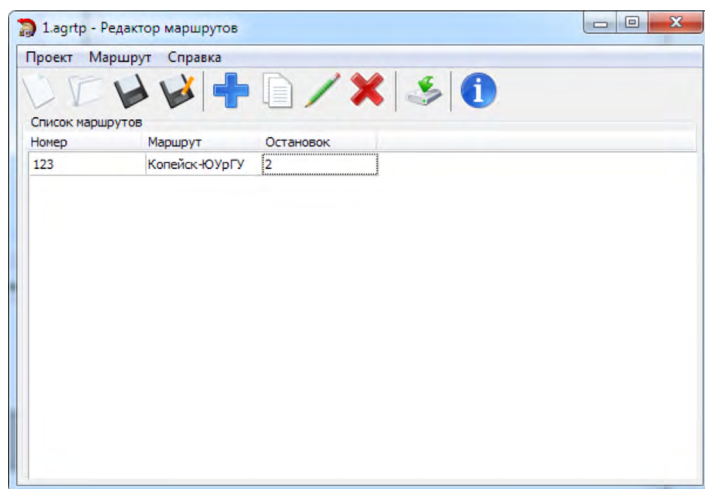 1.agrtp - Редактор маршрутов
Проект Маршрут Справка
Список маршрутов
Номер Маршрут Остановок
123 Копейск-ЮУрГУ 2